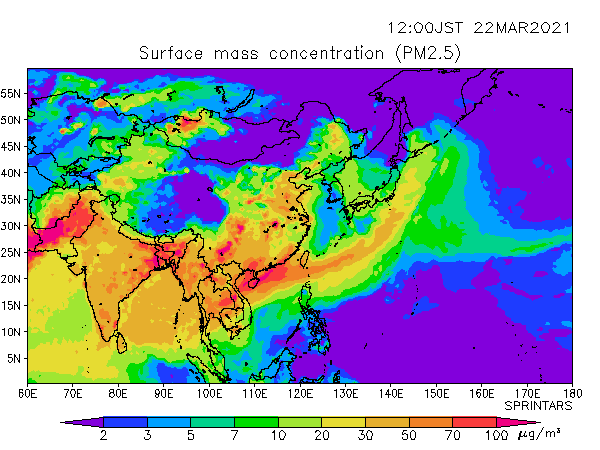 12:00JST 22MAR2021
Surface mass concentration (PM2.5)
55N
50N
45N
40N
35N
30N
25N
20N
15N
10N
5N
60E 70E 80E 90E 100E 110E 120E 130E 140E 150E 160E 170E 180
SPRINTARS
2 3 5 7 10 20 30 50 70 100 μg/m³